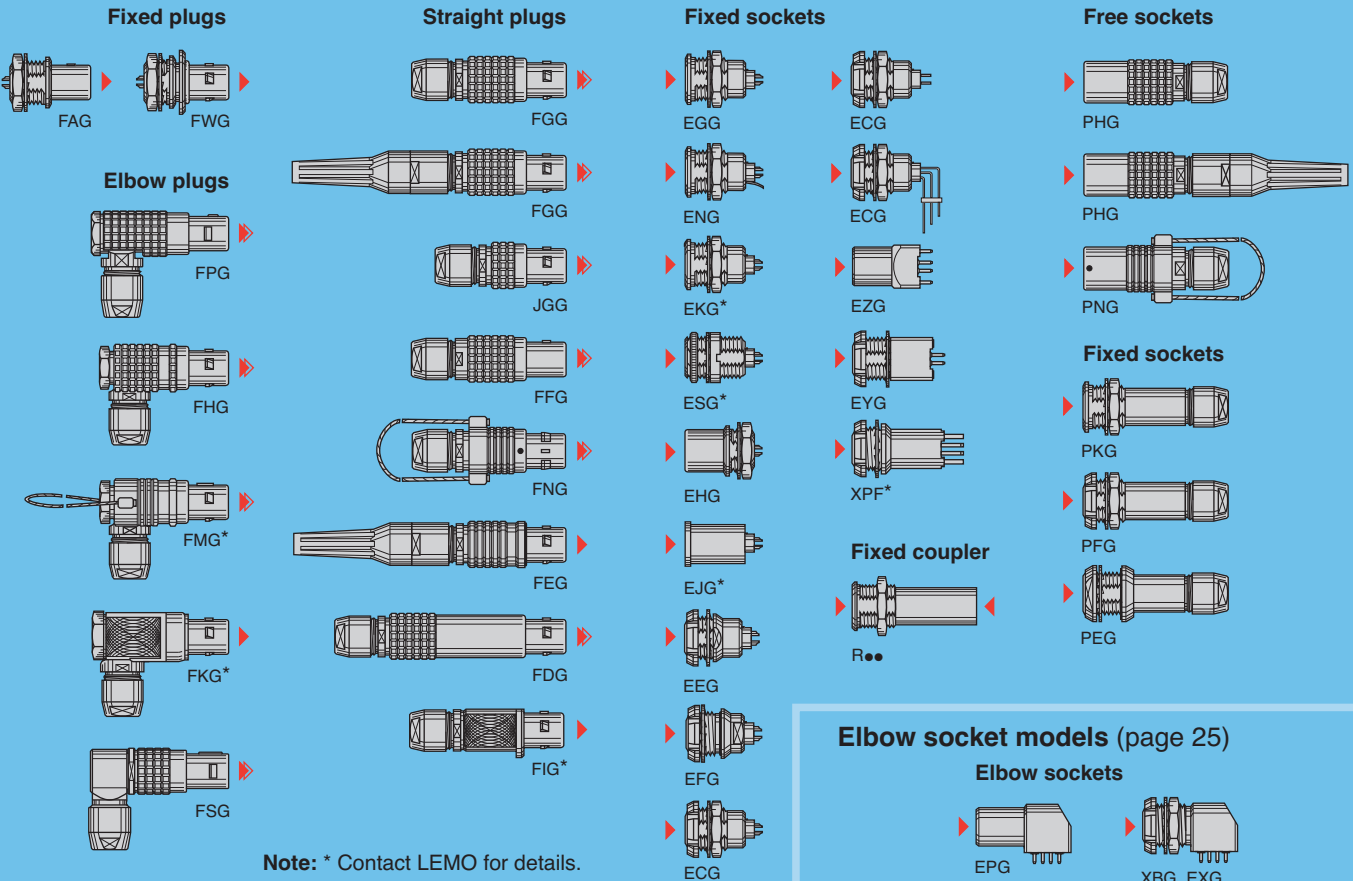 Fixed plugs
FAG
FWG
Elbow plugs
FPG
FHG
FMG*
FKG*
FSG
Straight plugs
FGG
FGG
JGG
FFG
FNG
FEG
FDG
FIG*
Note: * Contact LEMO for details.
Fixed sockets
EGG
ENG
EKG*
ESG*
EHG
EJG*
EEG
EFG
ECG
ECG
ECG
EZG
EYG
XPF*
Fixed coupler
R●●
Free sockets
PHG
PHG
PNG
Fixed sockets
PKG
PFG
PEG
Elbow socket models (page 25)
Elbow sockets
EPG
XBG, EXG